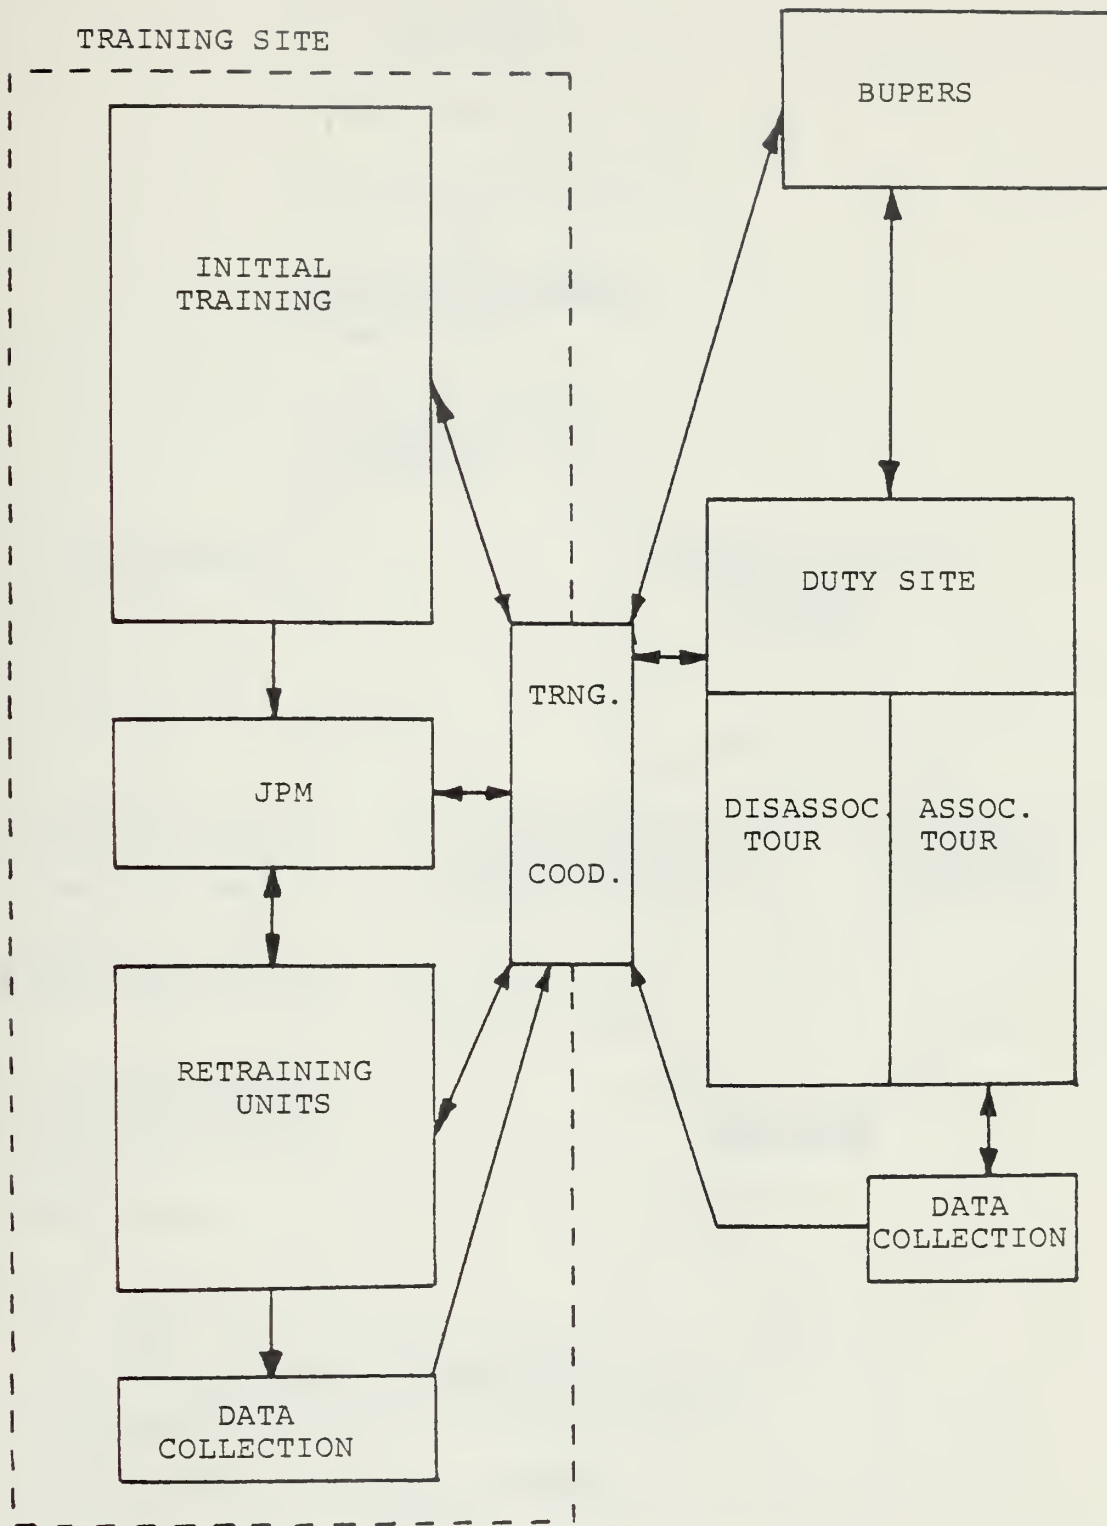 TRAINING SITE
BUPERS
INITIAL
TRAINING
DUTY SITE
TRNG.
COOD.
JPM
DISASSOC.
TOUR
ASSOC.
TOUR
RETRAINING
UNITS
DATA
COLLECTION
DATA
COLLECTION